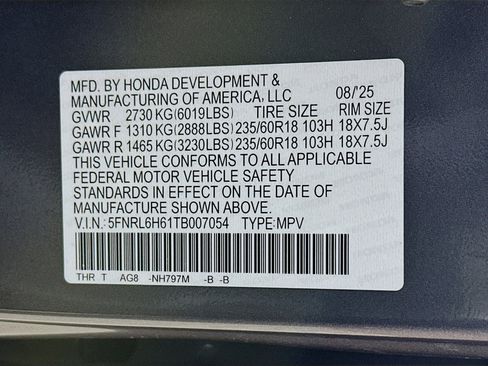 MFD. BY HONDA DEVELOPMENT &
MANUFACTURING OF AMERICA, LLC 08/'25
GVWR 2730 KG(6019LBS) TIRE SIZE RIM SIZE
GAWR F 1310 KG(2888LBS) 235/60R18 103H 18X7.5J
GAWR R 1465 KG(3230LBS) 235/60R18 103H 18X7.5J
THIS VEHICLE CONFORMS TO ALL APPLICABLE
FEDERAL MOTOR VEHICLE SAFETY
STANDARDS IN EFFECT ON THE DATE OF
MANUFACTURE SHOWN ABOVE.
V.I.N.: 5FNRL6H61TB007054 TYPE: MPV
THR T AG8 -NH797M -B -B